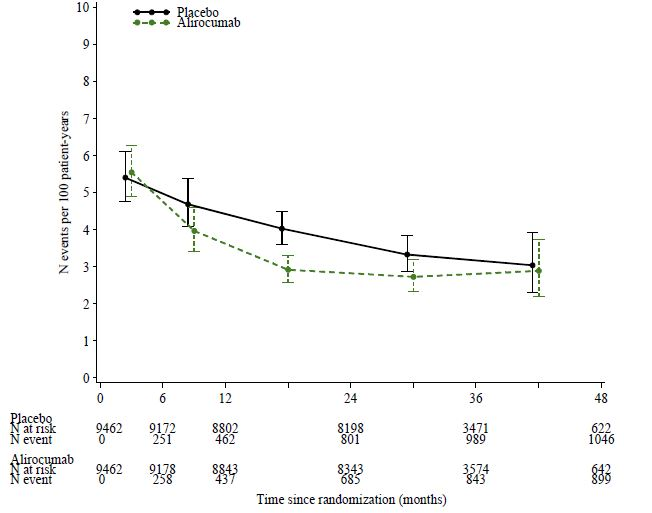 Placebo
Alirocumab
10
9
8
7
6
5
4
3
2
1
0
N events per 100 patient-years
0 6 12 24 36 48
Placebo
N at risk 9462 9172 8802 8198 3471 622
N event 0 251 462 801 989 1046
Alirocumab
N at risk 9462 9178 8843 8343 3574 642
N event 0 258 437 685 843 899
Time since randomization (months)